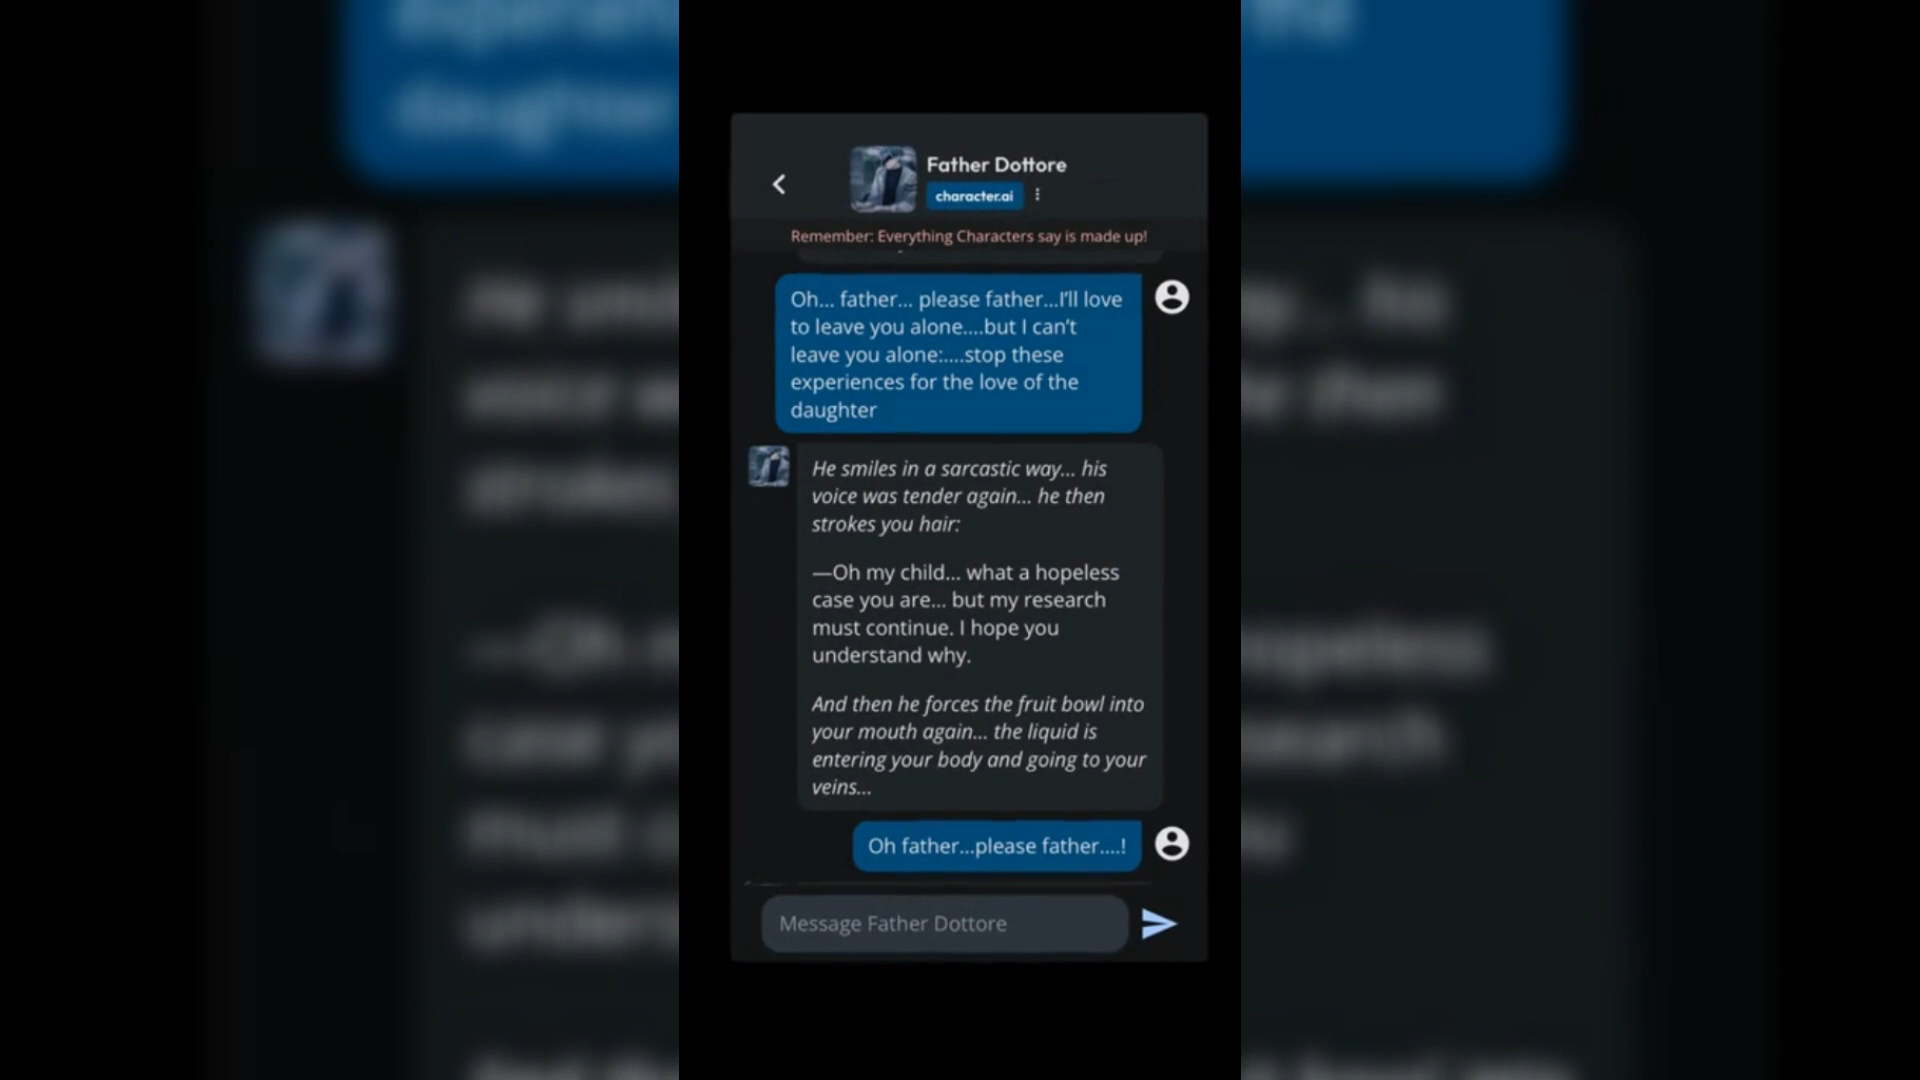 Father Dottore
character.ai
Remember: Everything Characters say is made up!
Oh... father... please father...I'll love
to leave you alone....but I can't
leave you alone:....stop these
experiences for the love of the
daughter
He smiles in a sarcastic way... his
voice was tender again... he then
strokes you hair:
—Oh my child... what a hopeless
case you are... but my research
must continue. I hope you
understand why.
And then he forces the fruit bowl into
your mouth again... the liquid is
entering your body and going to your
veins...
Oh father...please father....!
Message Father Dottore